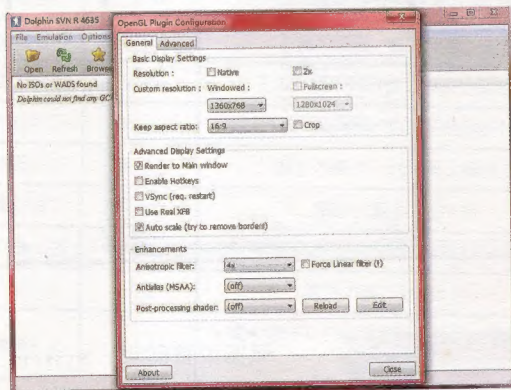 Dolphin SVN R 4635
File Emulation Options
Open Refresh Browse
No ISOs or WADS found
Dolphin could not find any GC
OpenGL Plugin Configuration
General Advanced
Basic Display Settings
Resolution : Native 2x
Custom resolution : Windowed : Fullscreen :
1360x768 1280x1024
Keep aspect ratio: 16:9 Crop
Advanced Display Settings
Render to Main window
Enable Hotkeys
VSync (req. restart)
Use Real XFB
Auto scale (try to remove borders)
Enhancements
Anisotropic filter: 4x Force Linear filter (!)
Antialias (MSAA): (off)
Post-processing shader: (off) Reload Edit
About Close